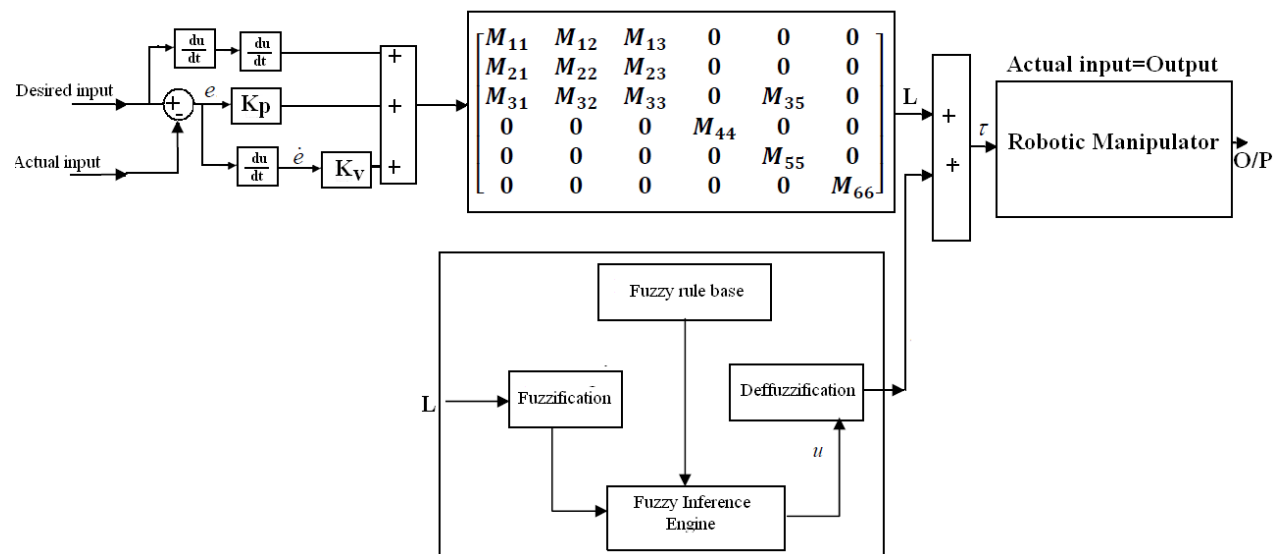 du
dt
du
dt
Desired input
+
-
e
Kp
Actual input
du
dt
ė
Kv
+
+
+
M11 M12 M13 0 0 0
M21 M22 M23 0 0 0
M31 M32 M33 0 M35 0
0 0 0 M44 0 0
0 0 0 0 M55 0
0 0 0 0 0 M66
L
+
+
τ
Actual input=Output
Robotic Manipulator
O/P
Fuzzy rule base
L
Fuzzification
Deffuzzification
u
Fuzzy Inference
Engine